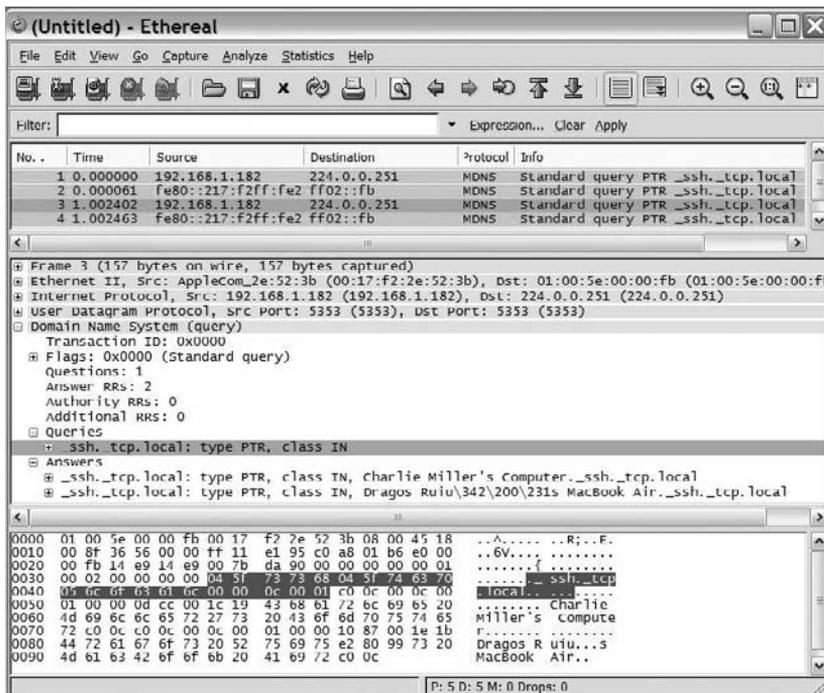 (Untitled) - Ethereal
File Edit View Go Capture Analyze Statistics Help
Filter: Expression... Clear Apply
No. . Time Source Destination Protocol Info
1 0.000000 192.168.1.182 224.0.0.251 MDNS Standard query PTR _ssh._tcp.local
2 0.000061 fe80::217:f2ff:fe2 ff02::fb MDNS Standard query PTR _ssh._tcp.local
3 1.002402 192.168.1.182 224.0.0.251 MDNS Standard query PTR _ssh._tcp.local
4 1.002463 fe80::217:f2ff:fe2 ff02::fb MDNS Standard query PTR _ssh._tcp.local
Frame 3 (157 bytes on wire, 157 bytes captured)
Ethernet II, Src: AppleCom_2e:52:3b (00:17:f2:2e:52:3b), Dst: 01:00:5e:00:00:fb (01:00:5e:00:00:f
Internet Protocol, Src: 192.168.1.182 (192.168.1.182), Dst: 224.0.0.251 (224.0.0.251)
User Datagram Protocol, Src Port: 5353 (5353), Dst Port: 5353 (5353)
Domain Name System (query)
Transaction ID: 0x0000
Flags: 0x0000 (Standard query)
Questions: 1
Answer RRs: 2
Authority RRs: 0
Additional RRs: 0
Queries
_ssh._tcp.local: type PTR, class IN
Answers
_ssh._tcp.local: type PTR, class IN, Charlie Miller's Computer._ssh._tcp.local
_ssh._tcp.local: type PTR, class IN, Dragos Ruiu\342\200\231s MacBook Air._ssh._tcp.local
0000 01 00 5e 00 00 fb 00 17 f2 2e 52 3b 08 00 45 18 ..^..... ..R;..E.
0010 00 8f 36 56 00 00 ff 11 e1 95 c0 a8 01 b6 e0 00 ..6V.... ........
0020 00 fb 14 e9 14 e9 00 7b da 90 00 00 00 00 00 01 .......{ ........
0030 00 02 00 00 00 00 04 5f 73 73 68 04 5f 74 63 70 ......._ ssh._tcp
0040 05 6c 6f 63 61 6c 00 00 0c 00 01 c0 0c 00 0c 00 .local.. ........
0050 01 00 00 0d cc 00 1c 19 43 68 61 72 6c 69 65 20 ........ Charlie
0060 4d 69 6c 6c 65 72 27 73 20 43 6f 6d 70 75 74 65 Miller's Compute
0070 72 c0 0c c0 0c 00 0c 00 01 00 00 10 87 00 1e 1b r....... ........
0080 44 72 61 67 6f 73 20 52 75 69 75 e2 80 99 73 20 Dragos R uiu...s
0090 4d 61 63 42 6f 6f 6b 20 41 69 72 c0 0c MacBook Air..
P: 5 D: 5 M: 0 Drops: 0